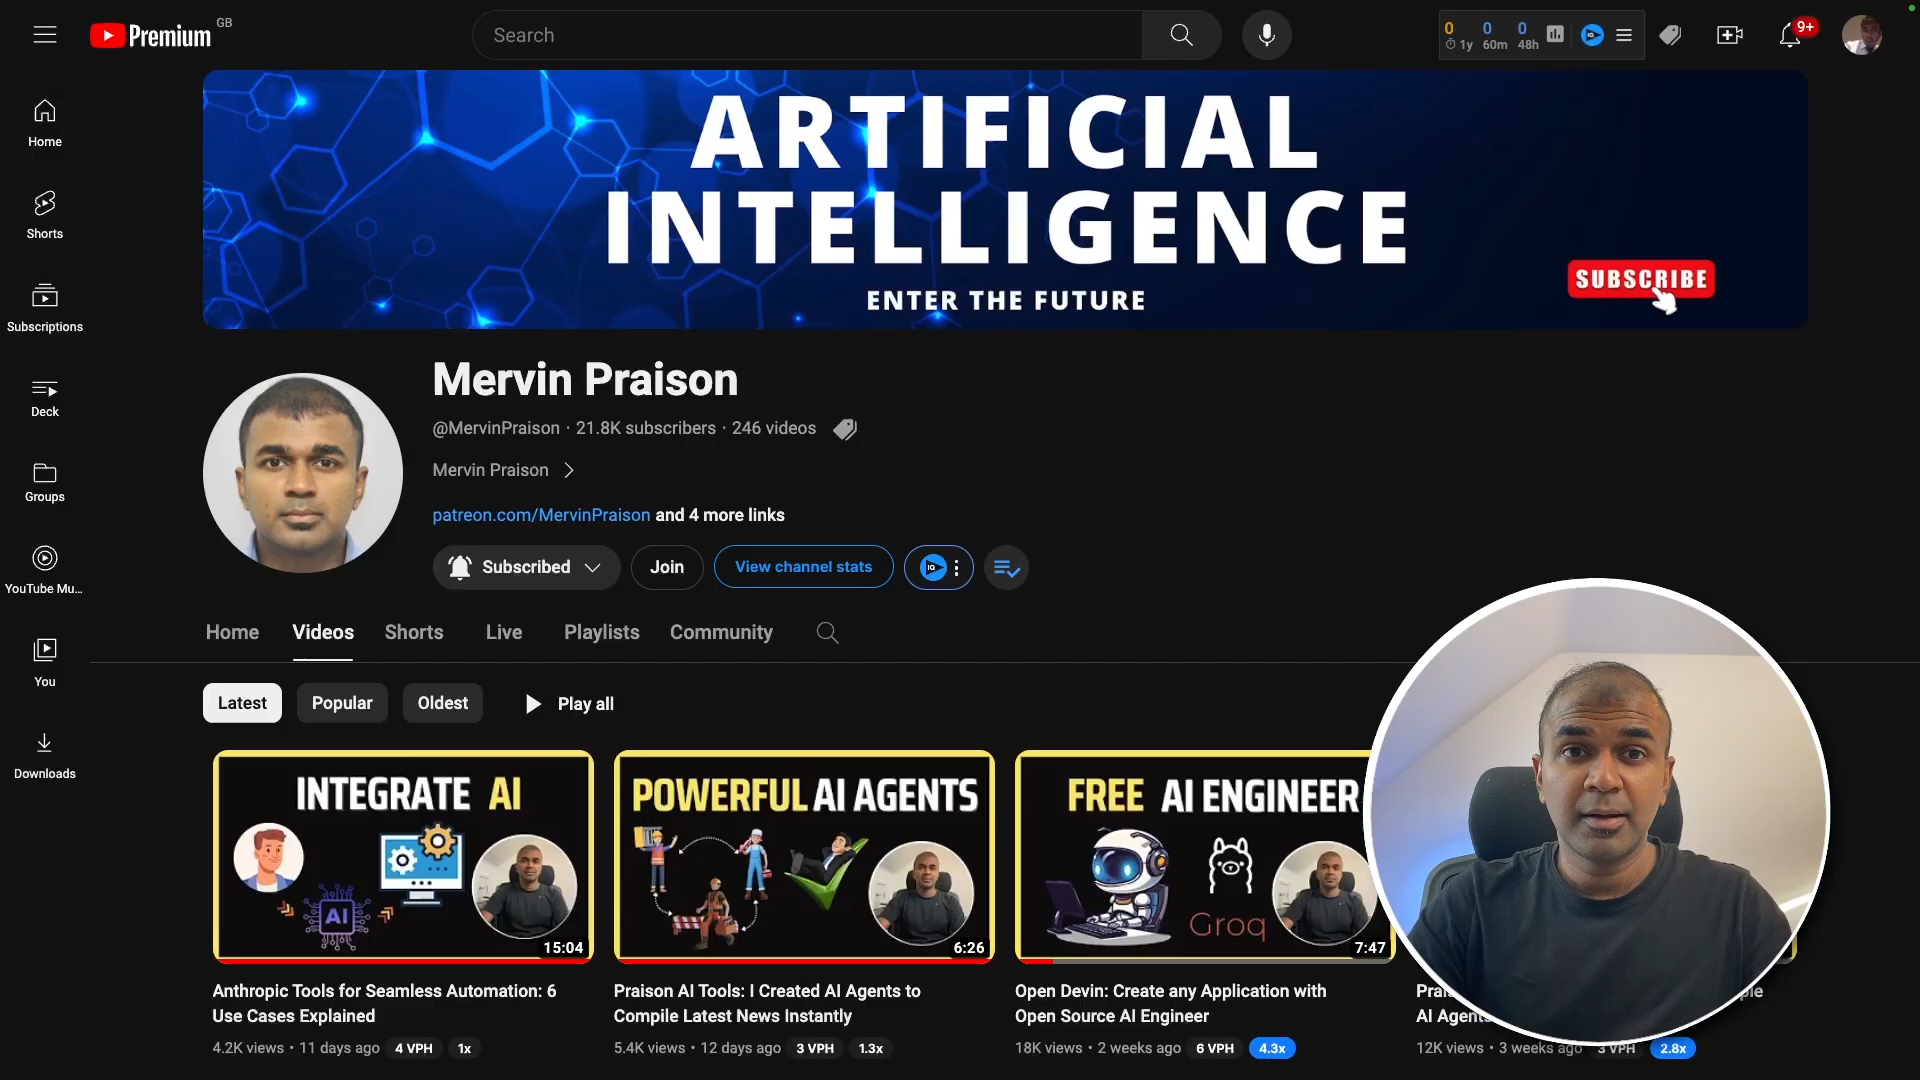 Premium
GB
Search
0 0 0
1y 60m 48h
9+
Home
Shorts
Subscriptions
Deck
Groups
YouTube Mu...
You
Downloads
ARTIFICIAL
INTELLIGENCE
ENTER THE FUTURE
SUBSCRIBE
Mervin Praison
@MervinPraison · 21.8K subscribers · 246 videos
Mervin Praison
patreon.com/MervinPraison and 4 more links
Subscribed
Join
View channel stats
IQ
Home Videos Shorts Live Playlists Community
Latest Popular Oldest Play all
INTEGRATE AI
AI
15:04
Anthropic Tools for Seamless Automation: 6
Use Cases Explained
4.2K views • 11 days ago 4 VPH 1x
POWERFUL AI AGENTS
6:26
Praison AI Tools: I Created AI Agents to
Compile Latest News Instantly
5.4K views • 12 days ago 3 VPH 1.3x
FREE AI ENGINEER
Groq
7:47
Open Devin: Create any Application with
Open Source AI Engineer
18K views • 2 weeks ago 6 VPH 4.3x
AI Agents
12K views • 3 weeks ago 3 VPH 2.8x